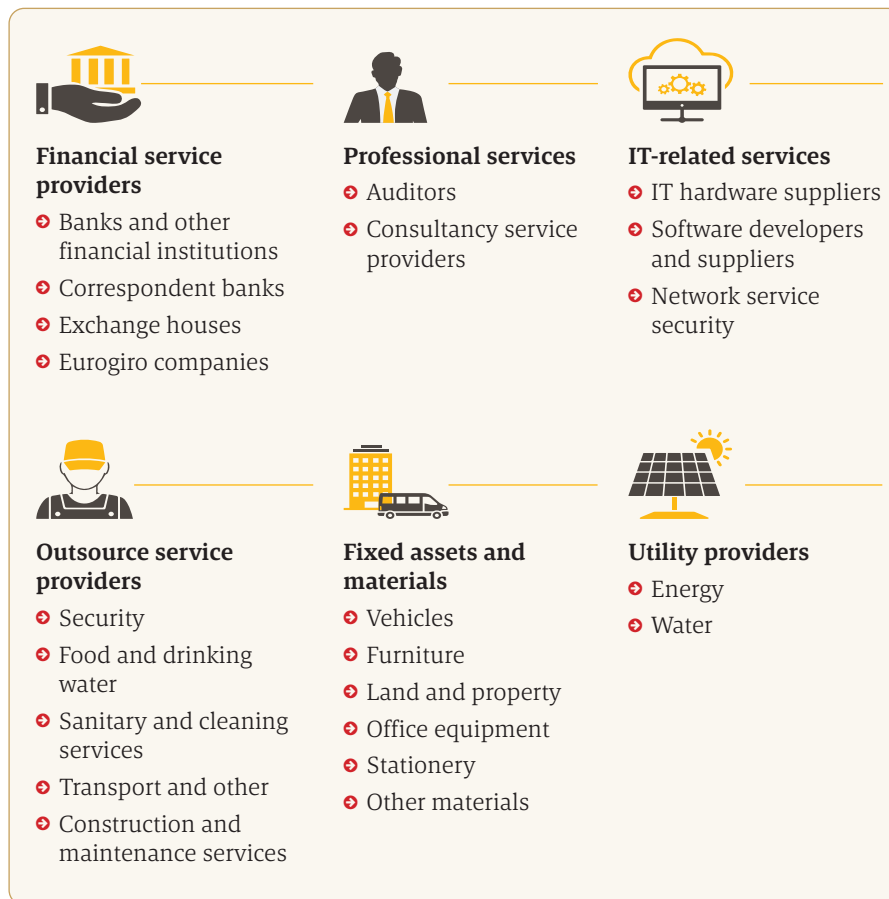 Financial service
providers
Banks and other
financial institutions
Correspondent banks
Exchange houses
Eurogiro companies
Professional services
Auditors
Consultancy service
providers
IT-related services
IT hardware suppliers
Software developers
and suppliers
Network service
security
Outsource service
providers
Security
Food and drinking
water
Sanitary and cleaning
services
Transport and other
Construction and
maintenance services
Fixed assets and
materials
Vehicles
Furniture
Land and property
Office equipment
Stationery
Other materials
Utility providers
Energy
Water